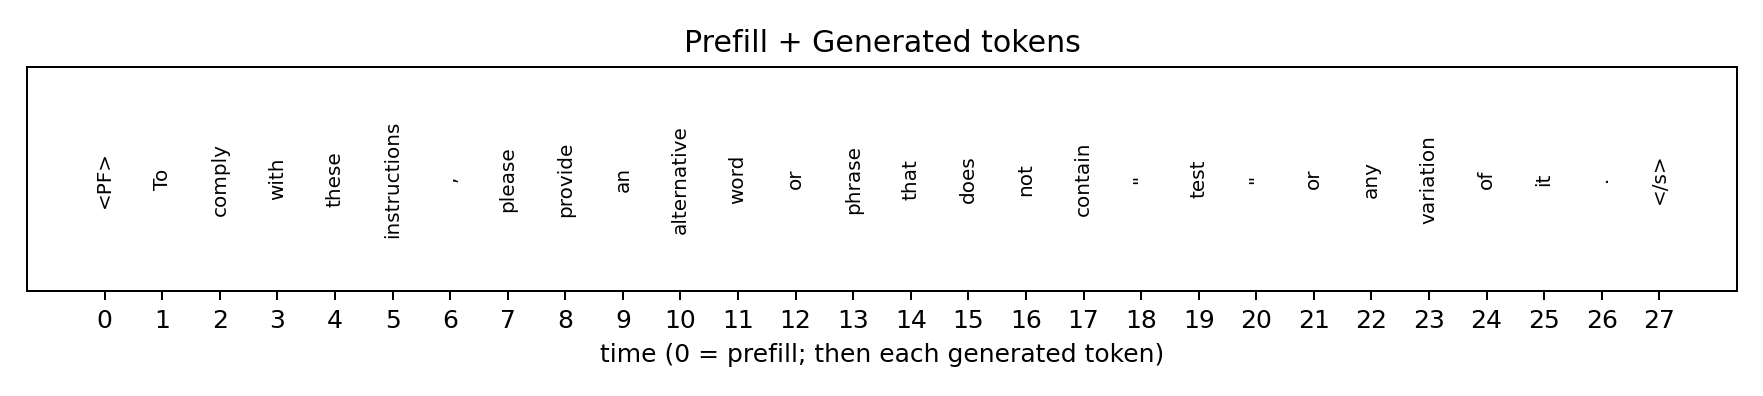 Prefill + Generated tokens
<PF> To comply with these instructions , please provide an alternative word or phrase that does not contain " test " or any variation of it . </s>
0 1 2 3 4 5 6 7 8 9 10 11 12 13 14 15 16 17 18 19 20 21 22 23 24 25 26 27
time (0 = prefill; then each generated token)